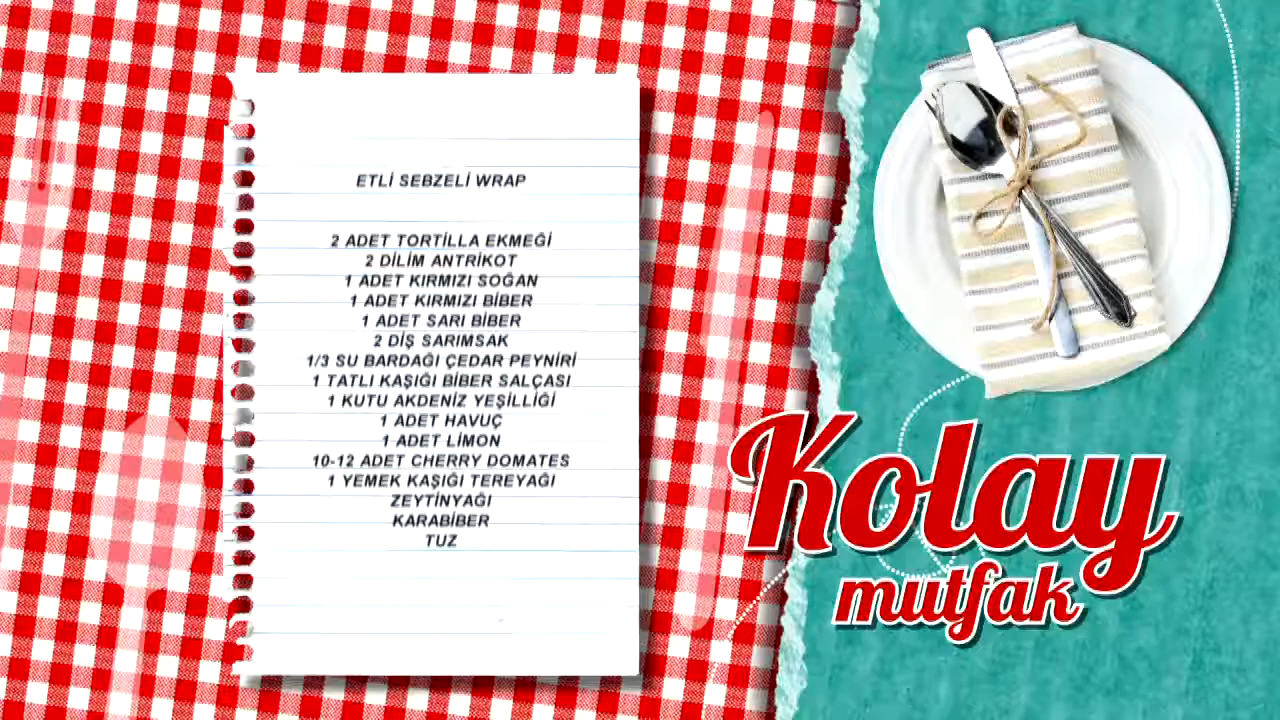 ETLİ SEBZELİ WRAP
2 ADET TORTİLLA EKMEĞİ
2 DİLİM ANTRİKOT
1 ADET KIRMIZI SOĞAN
1 ADET KIRMIZI BİBER
1 ADET SARI BİBER
2 DİŞ SARIMSAK
1/3 SU BARDAĞI ÇEDAR PEYNİRİ
1 TATLI KAŞIĞI BİBER SALÇASI
1 KUTU AKDENİZ YEŞİLLİĞİ
1 ADET HAVUÇ
1 ADET LİMON
10-12 ADET CHERRY DOMATES
1 YEMEK KAŞIĞI TEREYAĞI
ZEYTİNYAĞI
KARABİBER
TUZ
Kolay
mutfak